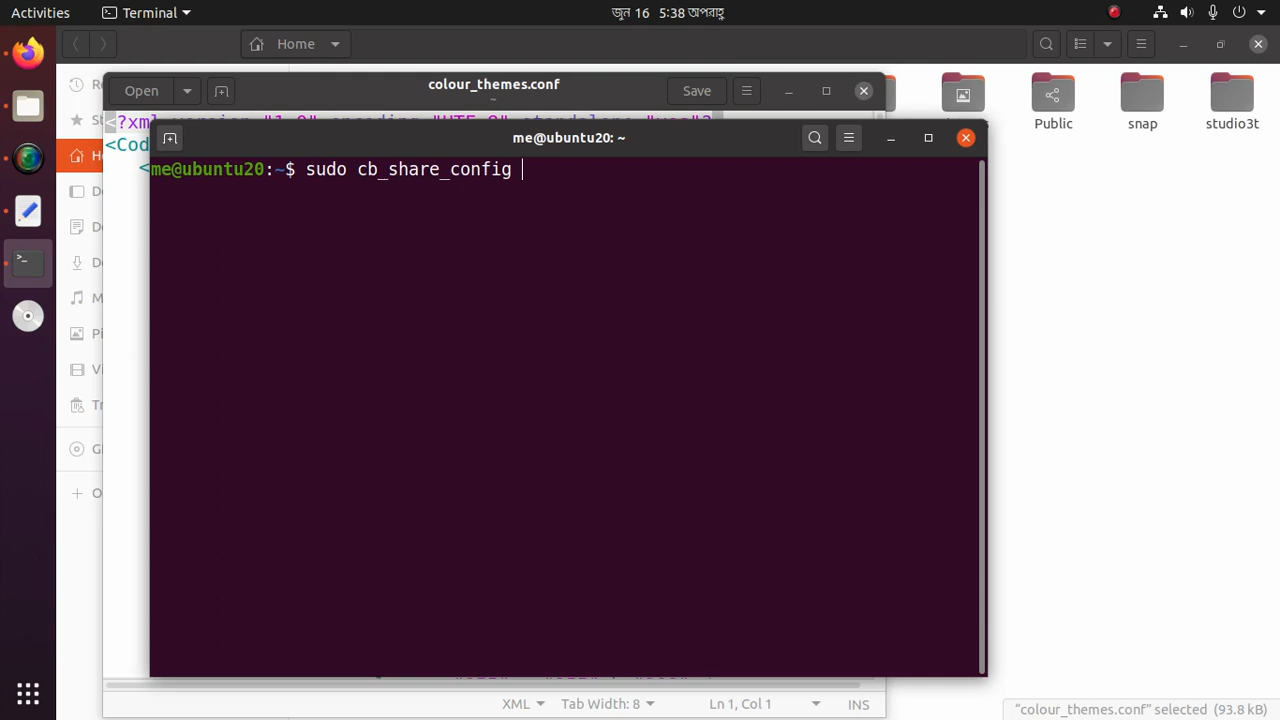 Activities
Terminal
জুন 16 5:38 অপরাহ্ণ
Home
Open
colour_themes.conf
~
Save
<Cod
me@ubuntu20: ~
me@ubuntu20:~$ sudo cb_share_config
Public
snap
studio3t
XML
Tab Width: 8
Ln 1, Col 1
INS
"colour_themes.conf" selected (93.8 kB)